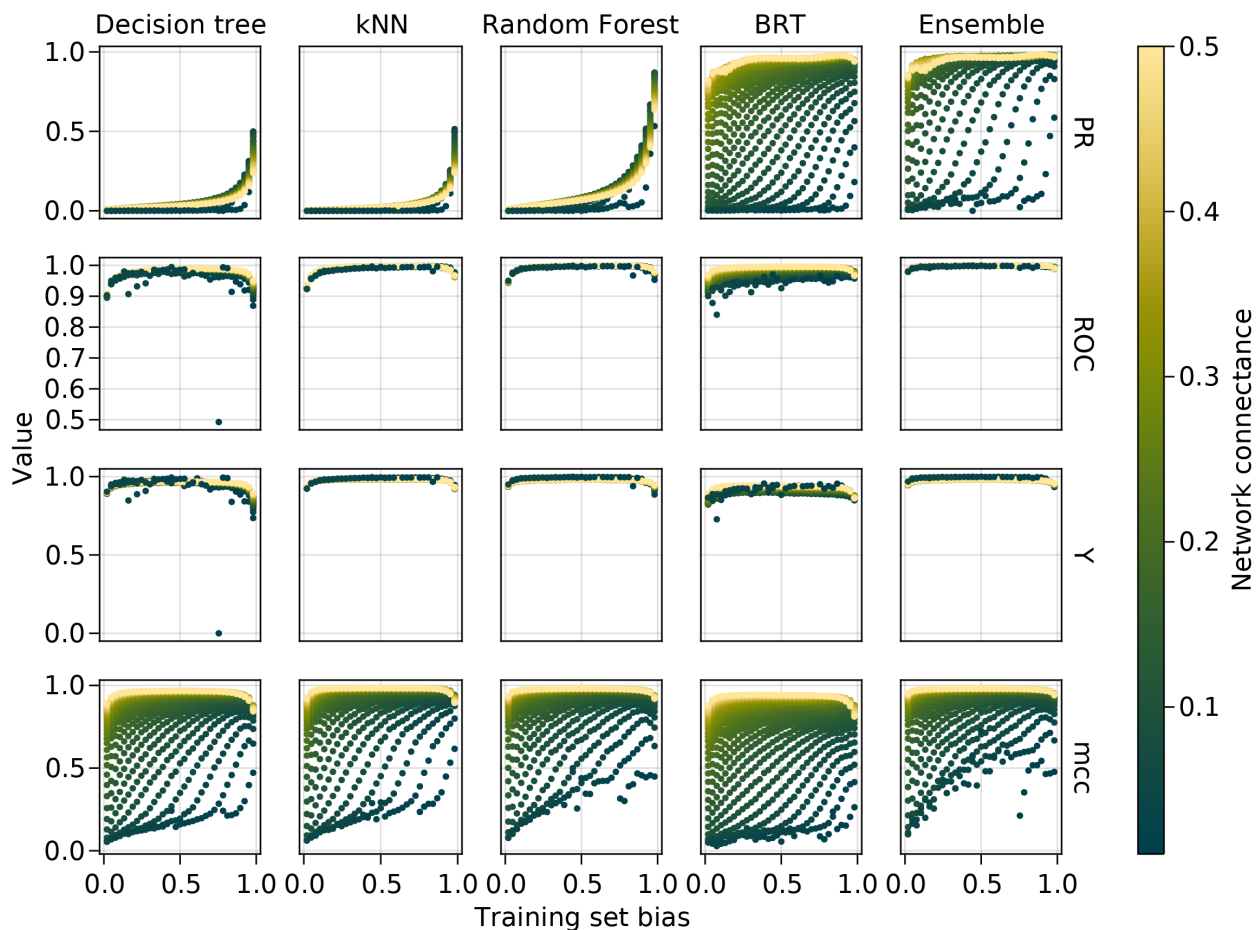 Decision tree kNN Random Forest BRT Ensemble
1.0
0.5
0.0
PR
1.0
0.9
0.8
0.7
0.6
0.5
ROC
1.0
0.5
0.0
Y
1.0
0.5
0.0
mcc
0.0 0.5 1.0 0.0 0.5 1.0 0.0 0.5 1.0 0.0 0.5 1.0 0.0 0.5 1.0
Training set bias
Value
0.5
0.4
0.3
0.2
0.1
Network connectance